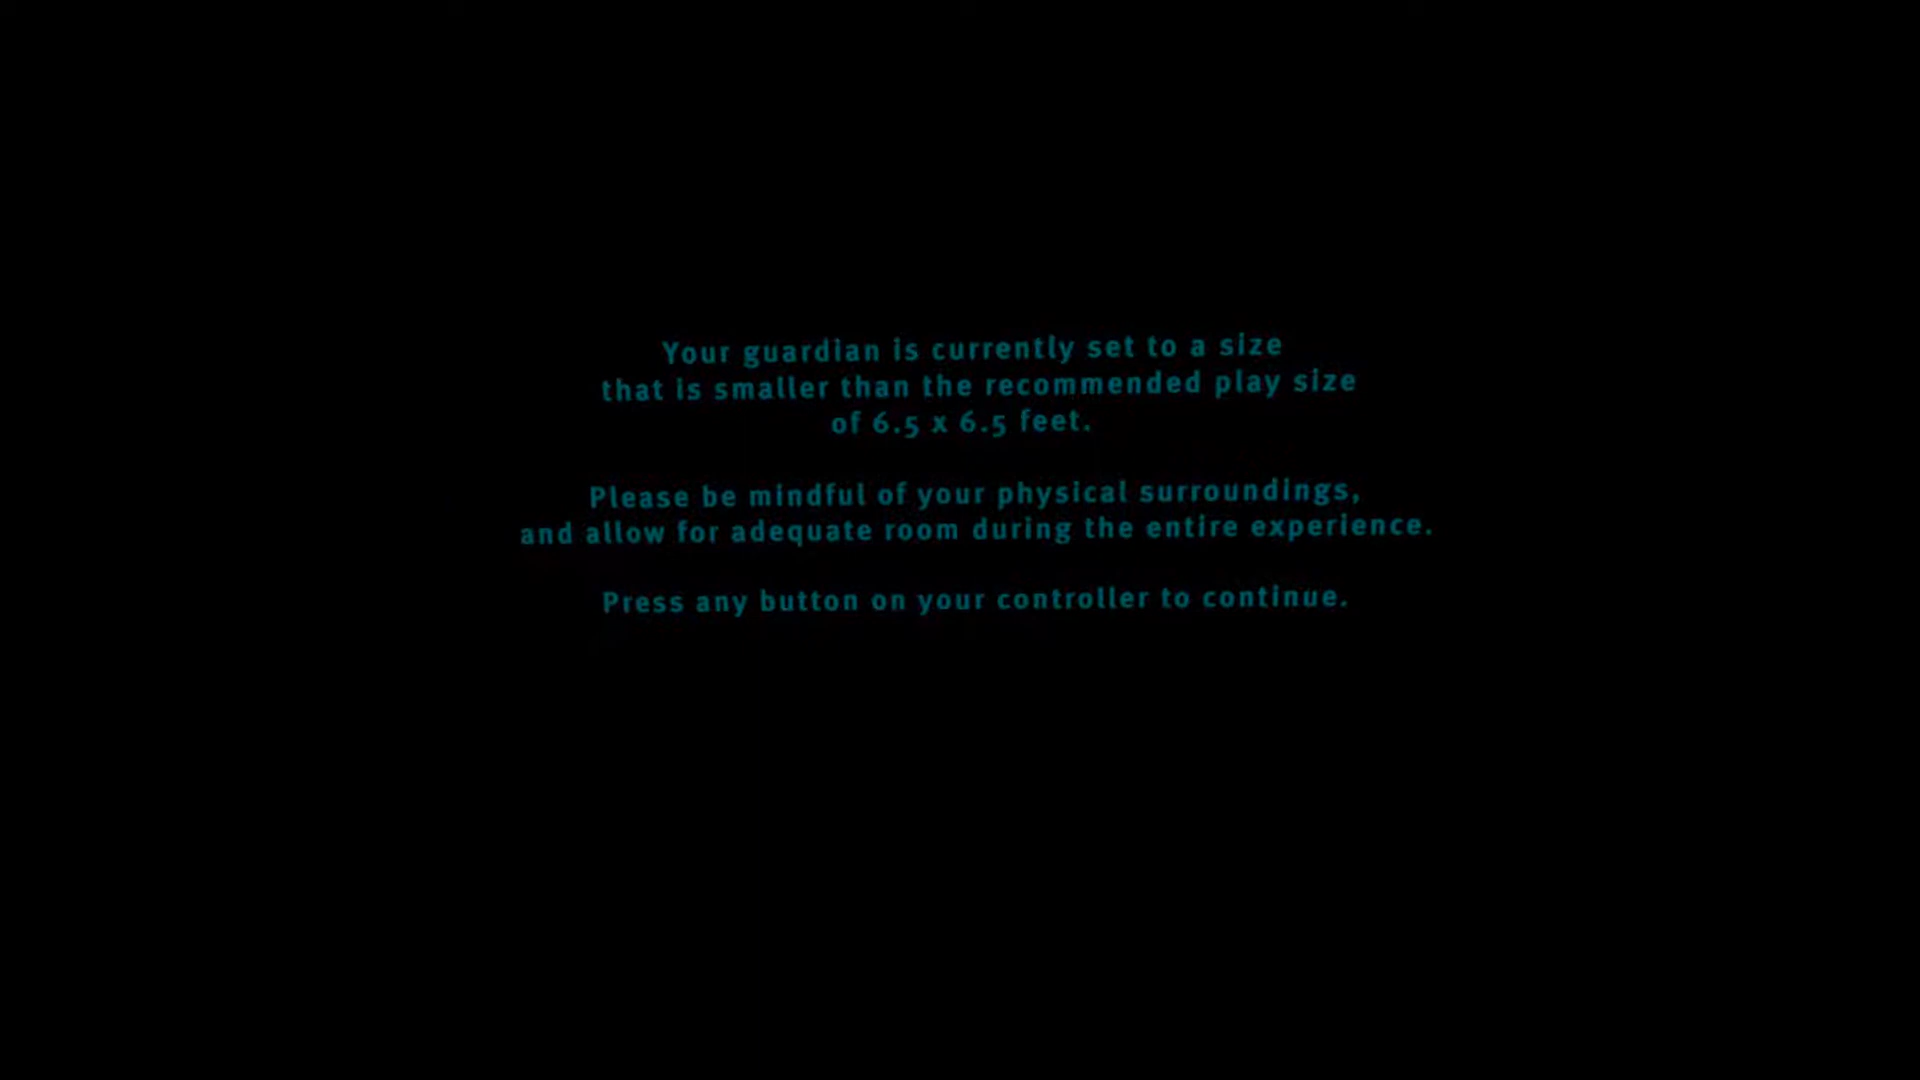 Your guardian is currently set to a size
that is smaller than the recommended play size
of 6.5 x 6.5 feet.
Please be mindful of your physical surroundings,
and allow for adequate room during the entire experience.
Press any button on your controller to continue.